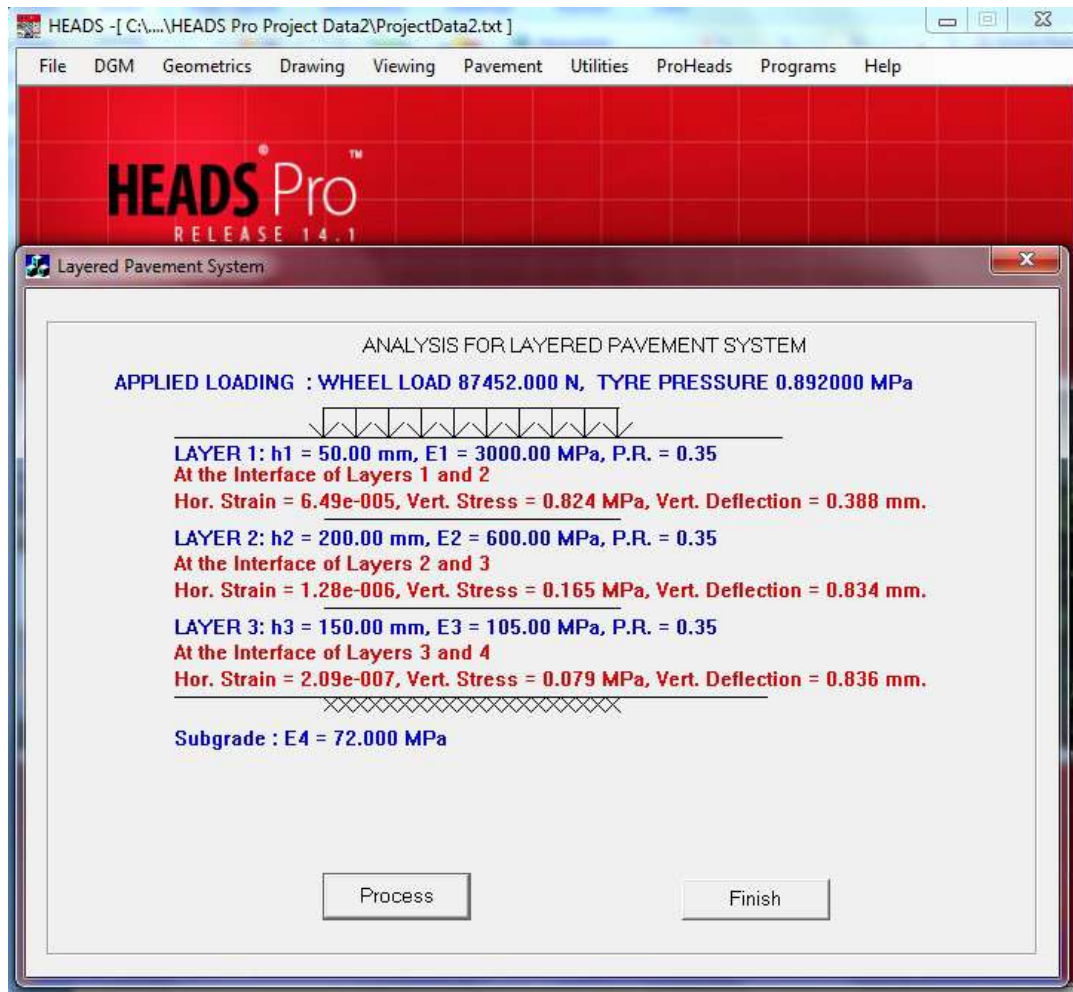 HEADS -[ C:\....\HEADS Pro Project Data2\ProjectData2.txt ]
File DGM Geometrics Drawing Viewing Pavement Utilities ProHeads Programs Help
HEADS® Pro™
RELEASE 14.1
Layered Pavement System
ANALYSIS FOR LAYERED PAVEMENT SYSTEM
APPLIED LOADING : WHEEL LOAD 87452.000 N, TYRE PRESSURE 0.892000 MPa
LAYER 1: h1 = 50.00 mm, E1 = 3000.00 MPa, P.R. = 0.35
At the Interface of Layers 1 and 2
Hor. Strain = 6.49e-005, Vert. Stress = 0.824 MPa, Vert. Deflection = 0.388 mm.
LAYER 2: h2 = 200.00 mm, E2 = 600.00 MPa, P.R. = 0.35
At the Interface of Layers 2 and 3
Hor. Strain = 1.28e-006, Vert. Stress = 0.165 MPa, Vert. Deflection = 0.834 mm.
LAYER 3: h3 = 150.00 mm, E3 = 105.00 MPa, P.R. = 0.35
At the Interface of Layers 3 and 4
Hor. Strain = 2.09e-007, Vert. Stress = 0.079 MPa, Vert. Deflection = 0.836 mm.
Subgrade : E4 = 72.000 MPa
Process Finish